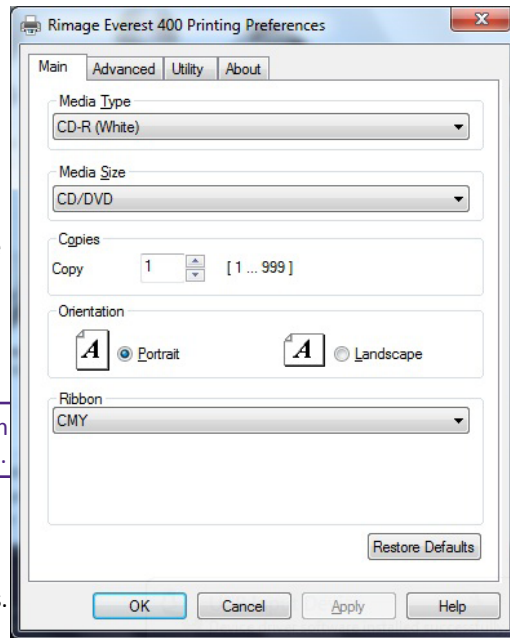 Rimage Everest 400 Printing Preferences
Main Advanced Utility About
Media Type
CD-R (White)
Media Size
CD/DVD
Copies
Copy 1 [ 1 ... 999 ]
Orientation
A Portrait A Landscape
Ribbon
CMY
Restore Defaults
OK Cancel Apply Help